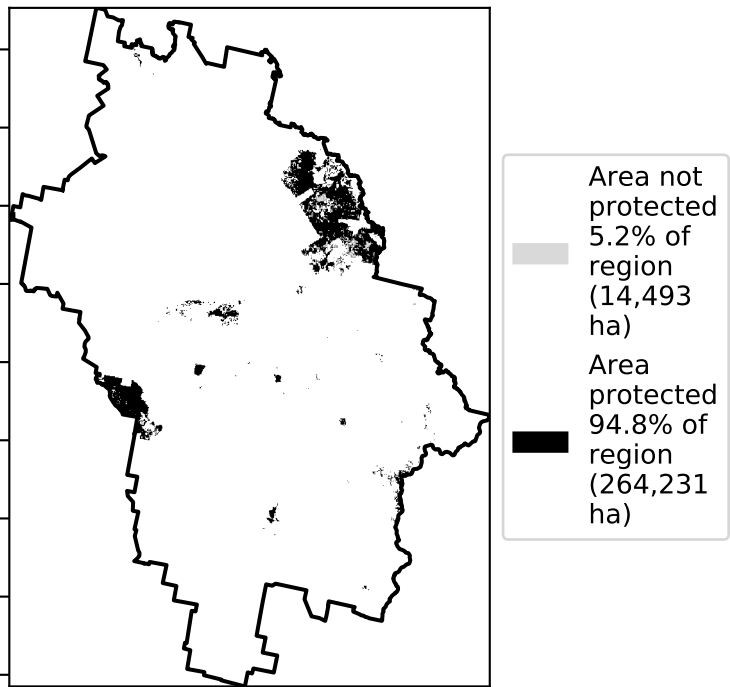 Area not
protected
5.2% of
region
(14,493
ha)
Area
protected
94.8% of
region
(264,231
ha)